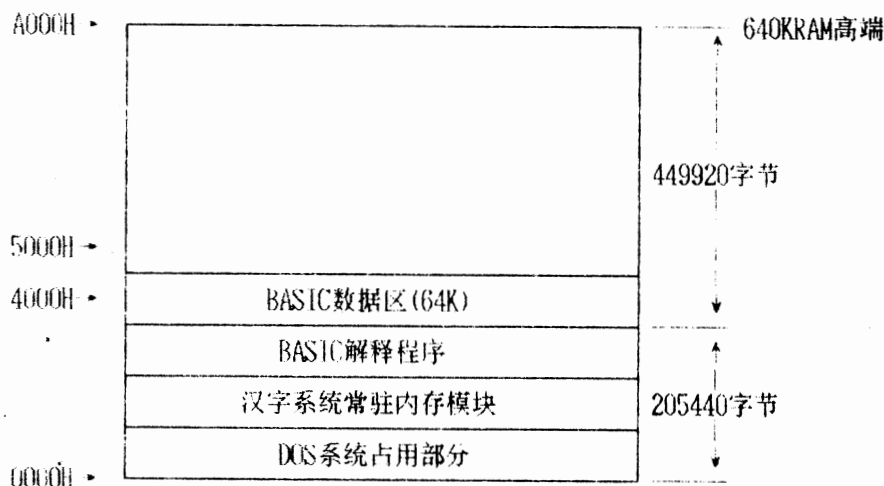 A000H
640KRAM高端
449920字节
5000H
4000H
BASIC数据区(64K)
BASIC解释程序
汉字系统常驻内存模块
205440字节
DOS系统占用部分
0000H